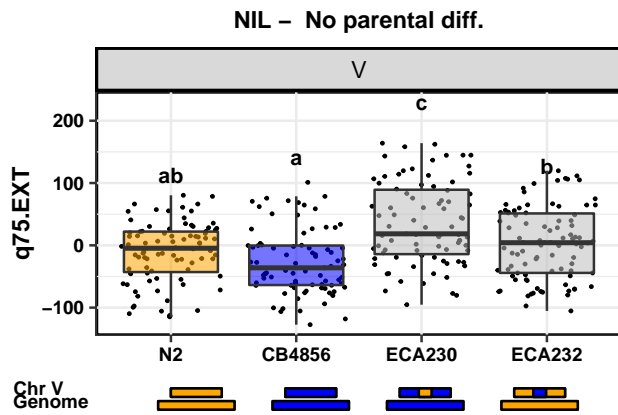 NIL – No parental diff.
V
c
200
ab
a
b
100
q75.EXT
0
−100
N2 CB4856 ECA230 ECA232
Chr V
Genome